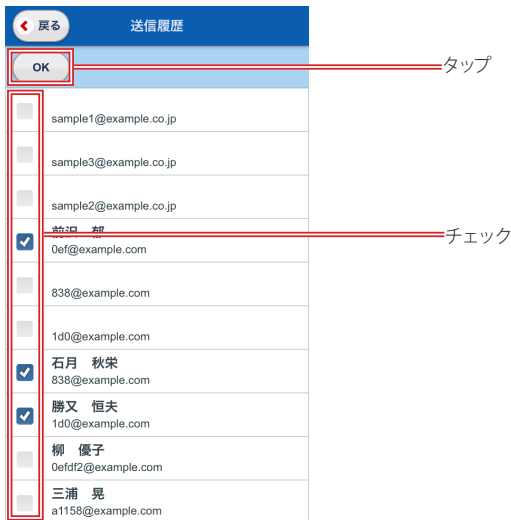 戻る
送信履歴
OK
タップ
sample1@example.co.jp
sample3@example.co.jp
sample2@example.co.jp
前沢　郁
チェック
0ef@example.com
838@example.com
1d0@example.com
石月　秋栄
838@example.com
勝又　恒夫
1d0@example.com
柳　優子
0efdf2@example.com
三浦　晃
a1158@example.com